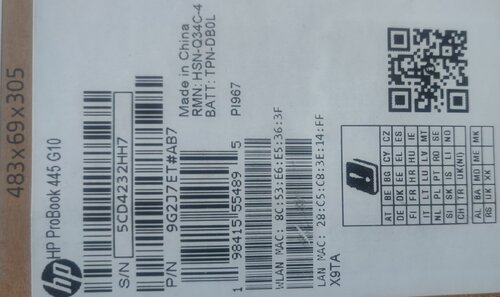 483x69x305
hp
HP ProBook 445 G10
S/N
5CD4232HH7
P/N
9G2J7ET#AB7
1 98415 55489 5
Made in China
RMN: HSN-Q34C-4
BATT: TPN-DB0L
PI967
WLAN MAC: 8C:53:E6:E5:36:3F
LAN MAC: 28:C5:C8:3E:14:FF
X9TA
AT BE BG CY CZ
DE DK EE EL ES
FI FR HR HU IE
IT LT LU LV MT
NL PL PT RO SE
SI SK IS LI NO
CH TR UK(NI)
AL BA MD ME MK
RS